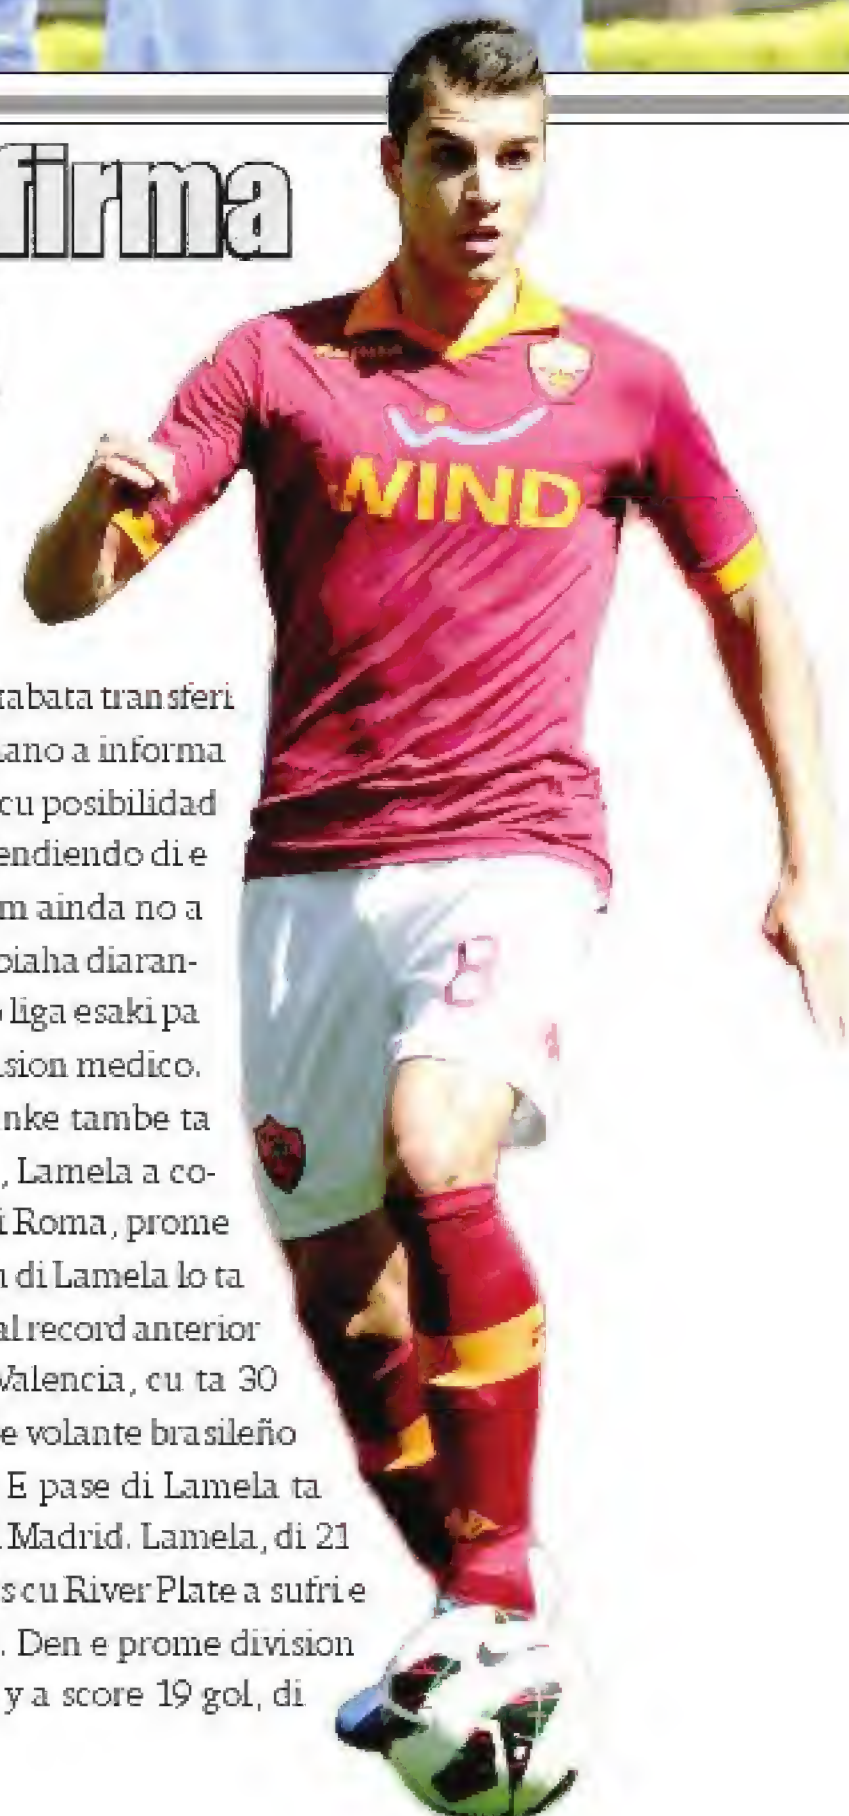 firma
WIND
8
tabata transferi
ano a informa
cu posibilidad
endiendo di e
m ainda no a
piaha diaran-
o liga esaki pa
sion medico.
nke tambe ta
, Lamela a co-
i Roma, prome
u di Lamela lo ta
al record anterior
Valencia, cu ta 30
e volante brasileño
E pase di Lamela ta
Madrid. Lamela, di 21
s cu River Plate a sufri e
. Den e prome division
y a score 19 gol, di